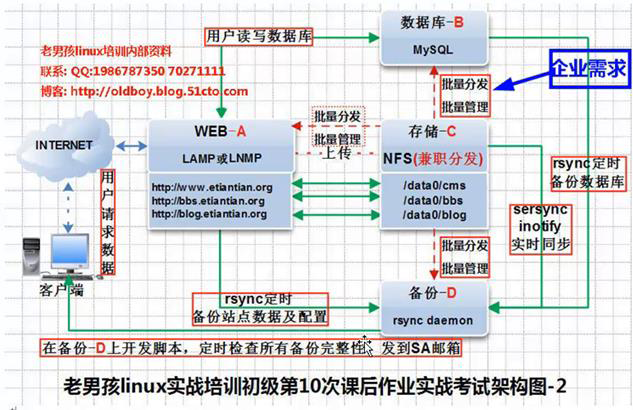 老男孩linux培训内部资料
联系: QQ:1986787350 70271111
博客: http://oldboy.blog.51cto.com
用户读写数据库
数据库-B
MySQL
企业需求
批量分发
批量管理
INTERNET
WEB-A
LAMP或LNMP
批量分发
批量管理
上传
存储-C
NFS(兼职分发)
http://www.etiantian.org
http://bbs.etiantian.org
http://blog.etiantian.org
/data0/cms
/data0/bbs
/data0/blog
rsync定时
备份数据库
sersync
inotify
实时同步
用户请求数据
客户端
批量分发
批量管理
rsync定时
备份站点数据及配置
备份-D
rsync daemon
在备份-D上开发脚本，定时检查所有备份完整性、发到SA邮箱
老男孩linux实战培训初级第10次课后作业实战考试架构图-2